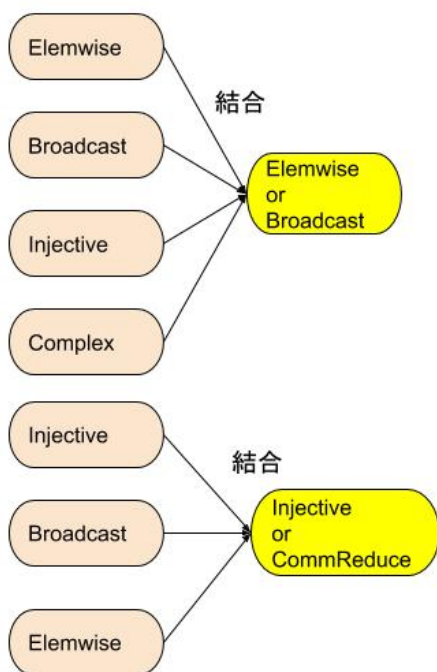 Elemwise
結合
Broadcast
Elemwise
or
Broadcast
Injective
Complex
Injective
結合
Broadcast
Injective
or
CommReduce
Elemwise